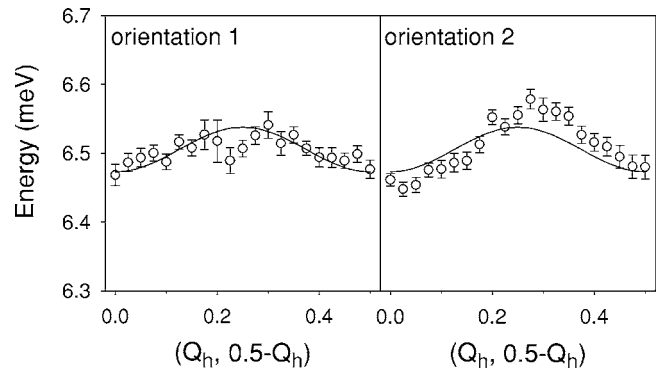 6.7
orientation 1
orientation 2
6.6
6.5
6.4
6.3
Energy (meV)
0.0 0.2 0.4 0.0 0.2 0.4
(Qh, 0.5-Qh) (Qh, 0.5-Qh)